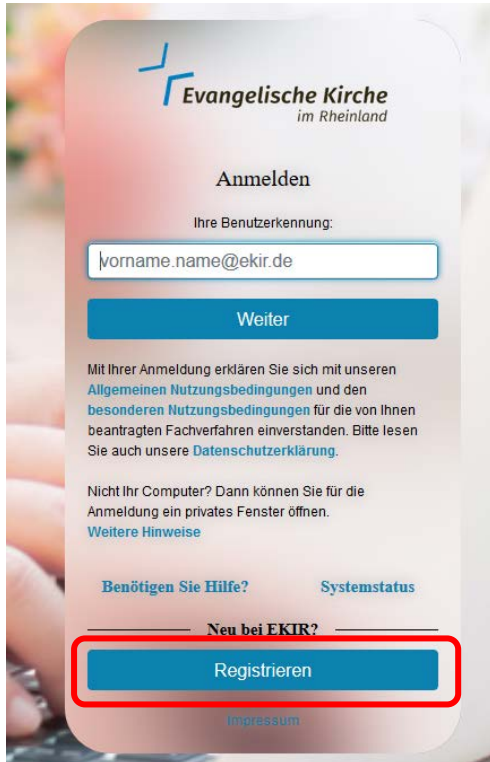 Evangelische Kirche
im Rheinland
Anmelden
Ihre Benutzerkennung:
vorname.name@ekir.de
Weiter
Mit Ihrer Anmeldung erklären Sie sich mit unseren
Allgemeinen Nutzungsbedingungen und den
besonderen Nutzungsbedingungen für die von Ihnen
beantragten Fachverfahren einverstanden. Bitte lesen
Sie auch unsere Datenschutzerklärung.
Nicht Ihr Computer? Dann können Sie für die
Anmeldung ein privates Fenster öffnen.
Weitere Hinweise
Benötigen Sie Hilfe? Systemstatus
Neu bei EKIR?
Registrieren
Impressum